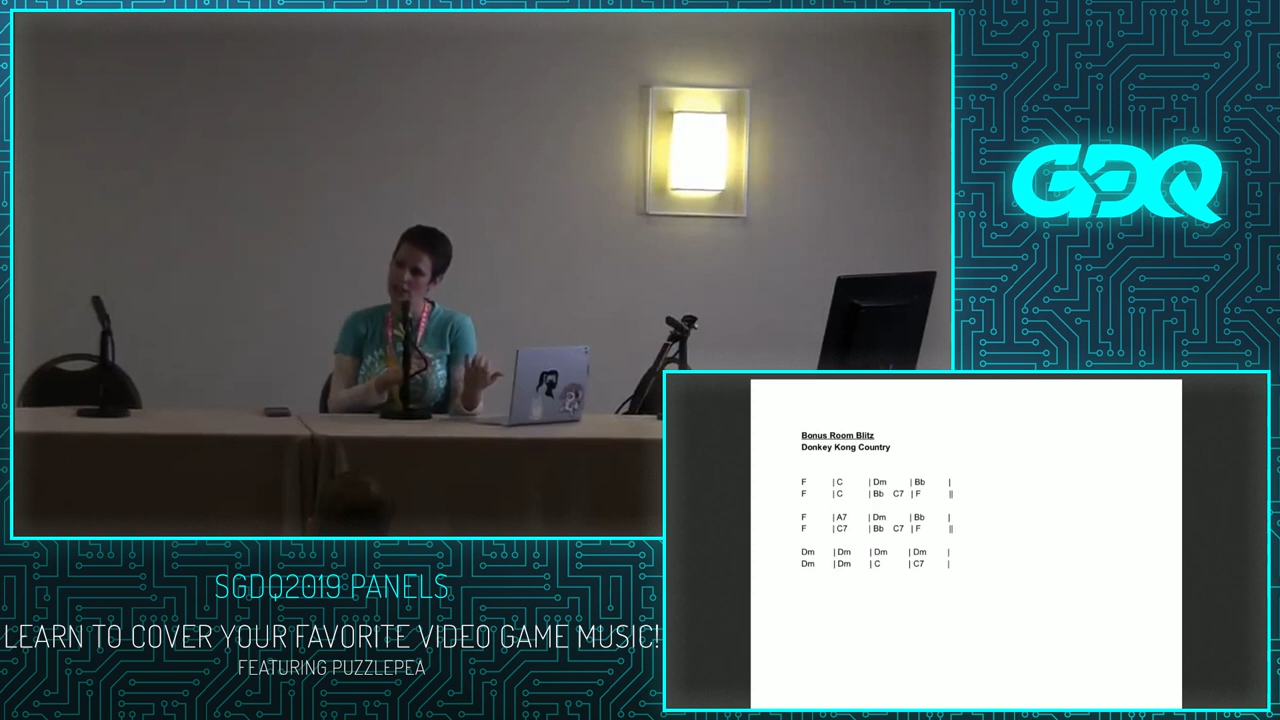 GDQ
Bonus Room Blitz
Donkey Kong Country
F | C | Dm | Bb |
F | C | Bb C7 | F ||
F | A7 | Dm | Bb |
F | C7 | Bb C7 | F ||
Dm | Dm | Dm | Dm |
Dm | Dm | C | C7 |
SGDQ2019 PANELS
LEARN TO COVER YOUR FAVORITE VIDEO GAME MUSIC!
FEATURING PUZZLEPEA